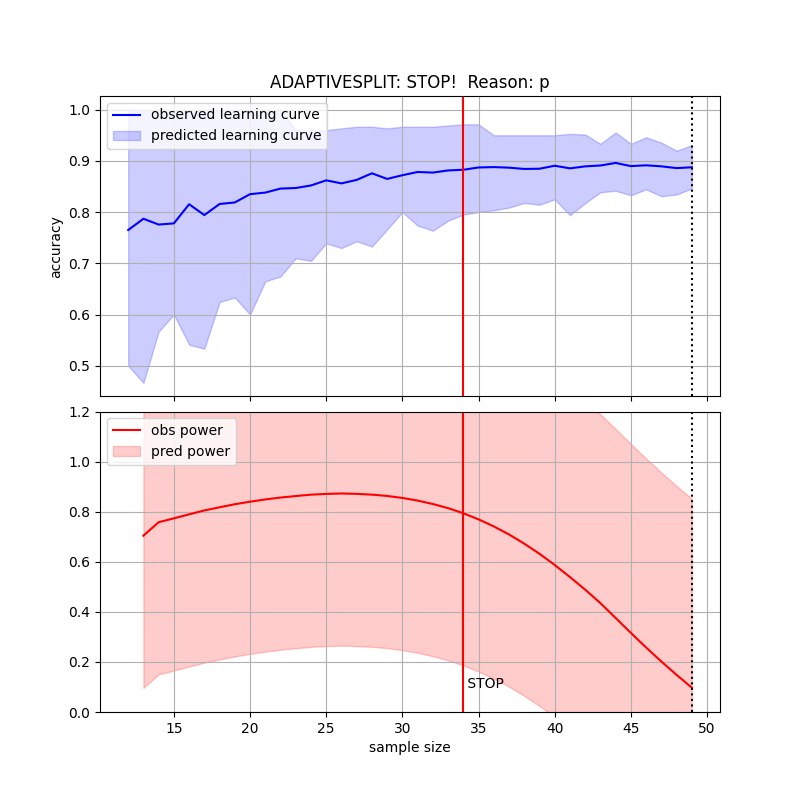 ADAPTIVESPLIT: STOP!  Reason: p
observed learning curve
predicted learning curve
1.0
0.9
0.8
0.7
0.6
0.5
accuracy
obs power
pred power
1.2
1.0
0.8
0.6
0.4
0.2
0.0
STOP
15 20 25 30 35 40 45 50
sample size